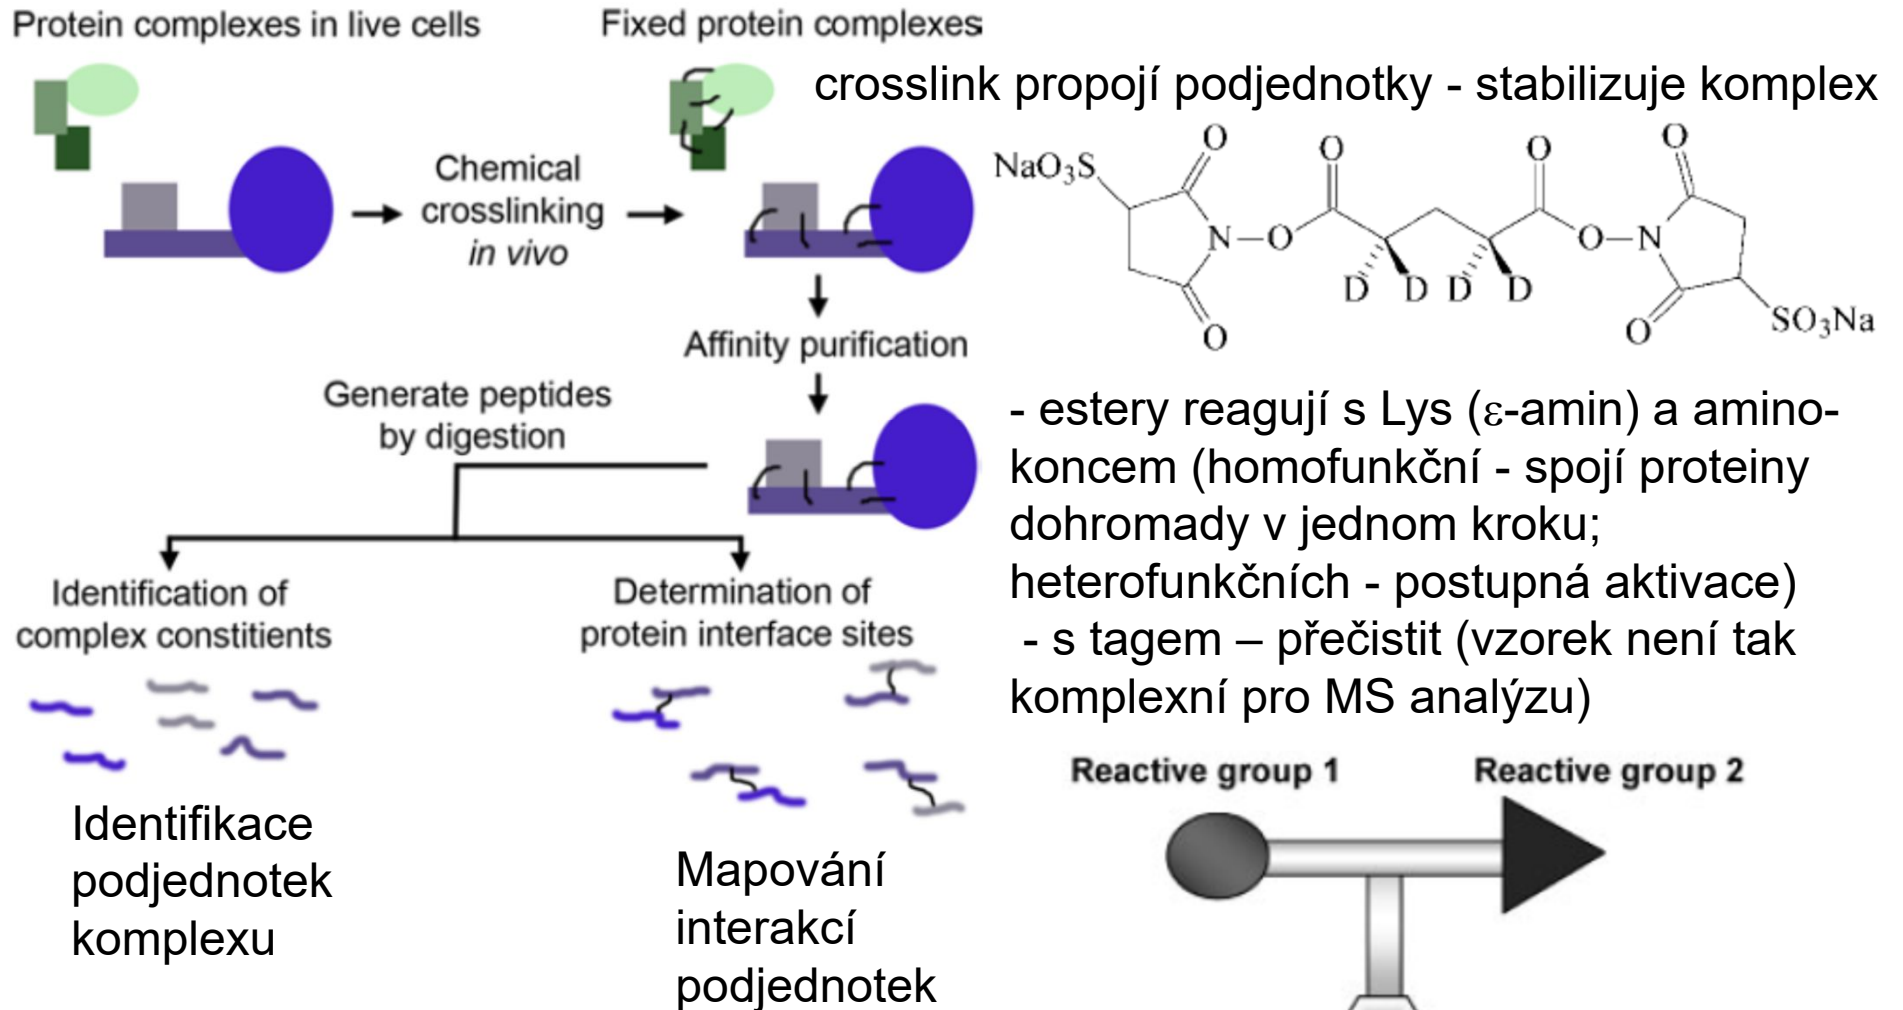 Protein complexes in live cells
Fixed protein complexes
crosslink propojí podjednotky - stabilizuje komplex
Chemical
crosslinking
in vivo
Affinity purification
Generate peptides
by digestion
Identification of
complex constitients
Determination of
protein interface sites
Identifikace
podjednotek
komplexu
Mapování
interakcí
podjednotek
NaO₃S
O
O
O
O
N
O
O
N
D
D
D
D
O
O
SO₃Na
- estery reagují s Lys (ε-amin) a amino-
koncem (homofunkční - spojí proteiny
dohromady v jednom kroku;
heterofunkčních - postupná aktivace)
- s tagem – přečistit (vzorek není tak
komplexní pro MS analýzu)
Reactive group 1
Reactive group 2